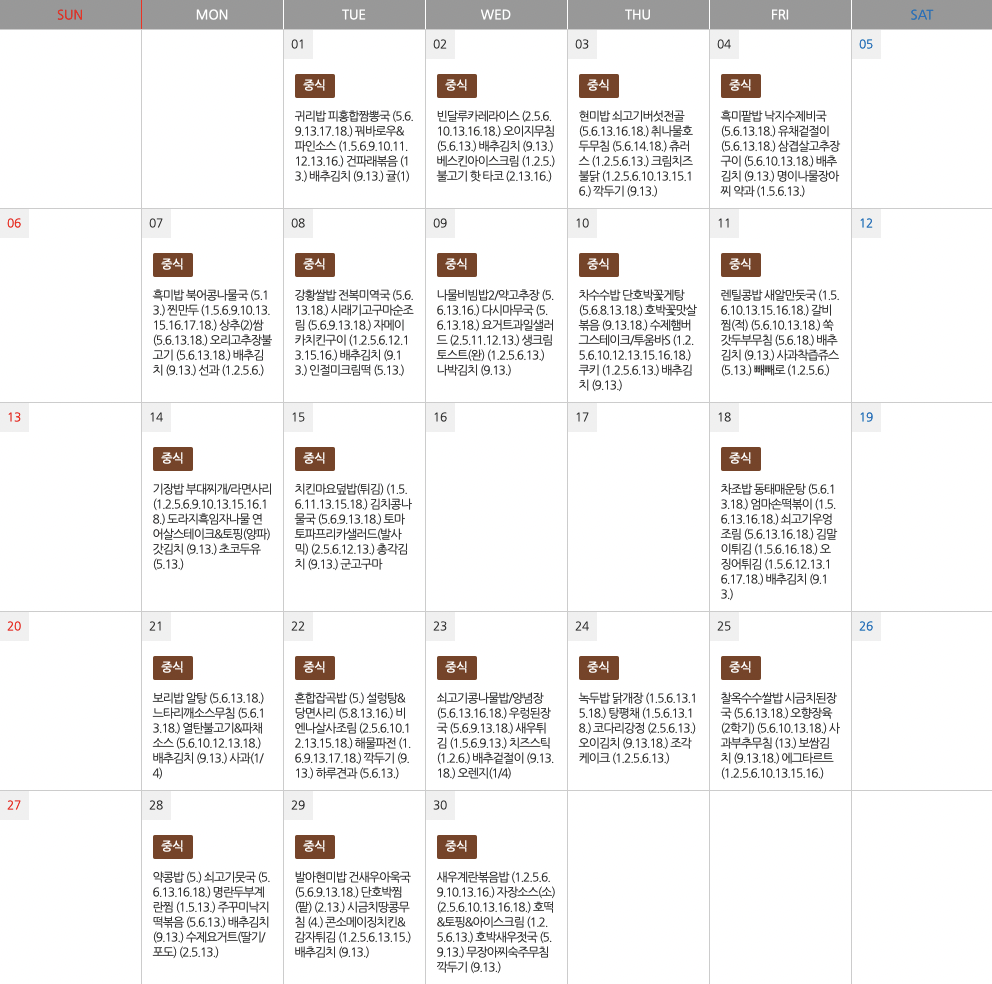 SUN MON TUE WED THU FRI SAT
01
중식
귀리밥 피홍합짬뽕국 (5.6.
9.13.17.18.) 꿔바로우&
파인소스 (1.5.6.9.10.11.
12.13.16.) 건파래볶음 (1
3.) 배추김치 (9.13.) 귤(1)
02
중식
빈달루카레라이스 (2.5.6.
10.13.16.18.) 오이지무침
(5.6.13.) 배추김치 (9.13.)
베스킨아이스크림 (1.2.5.)
불고기 핫 타코 (2.13.16.)
03
중식
현미밥 쇠고기버섯전골
(5.6.13.16.18.) 취나물호
두무침 (5.6.14.18.) 츄러
스 (1.2.5.6.13.) 크림치즈
불닭 (1.2.5.6.10.13.15.1
6.) 깍두기 (9.13.)
04
중식
흑미팥밥 낙지수제비국
(5.6.13.18.) 유채겉절이
(5.6.13.18.) 삼겹살고추장
구이 (5.6.10.13.18.) 배추
김치 (9.13.) 명이나물장아
찌 약과 (1.5.6.13.)
05
06
07
중식
흑미밥 북어콩나물국 (5.1
3.) 찐만두 (1.5.6.9.10.13.
15.16.17.18.) 상추(2)쌈
(5.6.13.18.) 오리고추장불
고기 (5.6.13.18.) 배추김
치 (9.13.) 선과 (1.2.5.6.)
08
중식
강황쌀밥 전복미역국 (5.6.
13.18.) 시래기고구마순조
림 (5.6.9.13.18.) 자메이
카치킨구이 (1.2.5.6.12.1
3.15.16.) 배추김치 (9.1
3.) 인절미크림떡 (5.13.)
09
중식
나물비빔밥2/약고추장 (5.
6.13.16.) 다시마무국 (5.
6.13.18.) 요거트과일샐러
드 (2.5.11.12.13.) 생크림
토스트(완) (1.2.5.6.13.)
나박김치 (9.13.)
10
중식
차수수밥 단호박꽃게탕
(5.6.8.13.18.) 호박꽃맛살
볶음 (9.13.18.) 수제햄버
그스테이크/투움바S (1.2.
5.6.10.12.13.15.16.18.)
쿠키 (1.2.5.6.13.) 배추김
치 (9.13.)
11
중식
렌틸콩밥 새알만둣국 (1.5.
6.10.13.15.16.18.) 갈비
찜(적) (5.6.10.13.18.) 쑥
갓두부무침 (5.6.18.) 배추
김치 (9.13.) 사과착즙쥬스
(5.13.) 빼빼로 (1.2.5.6.)
12
13
14
중식
기장밥 부대찌개/라면사리
(1.2.5.6.9.10.13.15.16.1
8.) 도라지흑임자나물 연
어살스테이크&토핑(양파)
갓김치 (9.13.) 초코두유
(5.13.)
15
중식
치킨마요덮밥(튀김) (1.5.
6.11.13.15.18.) 김치콩나
물국 (5.6.9.13.18.) 토마
토파프리카샐러드(발사
믹) (2.5.6.12.13.) 총각김
치 (9.13.) 군고구마
16
17
18
중식
차조밥 동태매운탕 (5.6.1
3.18.) 엄마손떡볶이 (1.5.
6.13.16.18.) 쇠고기우엉
조림 (5.6.13.16.18.) 김말
이튀김 (1.5.6.16.18.) 오
징어튀김 (1.5.6.12.13.1
6.17.18.) 배추김치 (9.1
3.)
19
20
21
중식
보리밥 알탕 (5.6.13.18.)
느타리깨소스무침 (5.6.1
3.18.) 열탄불고기&파채
소스 (5.6.10.12.13.18.)
배추김치 (9.13.) 사과(1/
4)
22
중식
혼합잡곡밥 (5.) 설렁탕&
당면사리 (5.8.13.16.) 비
엔나살사조림 (2.5.6.10.1
2.13.15.18.) 해물파전 (1.
6.9.13.17.18.) 깍두기 (9.
13.) 하루견과 (5.6.13.)
23
중식
쇠고기콩나물밥/양념장
(5.6.13.16.18.) 우렁된장
국 (5.6.9.13.18.) 새우튀
김 (1.5.6.9.13.) 치즈스틱
(1.2.6.) 배추겉절이 (9.13.
18.) 오렌지(1/4)
24
중식
녹두밥 닭개장 (1.5.6.13.1
5.18.) 탕평채 (1.5.6.13.1
8.) 코다리강정 (2.5.6.13.)
오이김치 (9.13.18.) 조각
케이크 (1.2.5.6.13.)
25
중식
찰옥수수쌀밥 시금치된장
국 (5.6.13.18.) 오향장육
(2학기) (5.6.10.13.18.) 사
과부추무침 (13.) 보쌈김
치 (9.13.18.) 에그타르트
(1.2.5.6.10.13.15.16.)
26
27
28
중식
약콩밥 (5.) 쇠고기뭇국 (5.
6.13.16.18.) 명란두부계
란찜 (1.5.13.) 주꾸미낙지
떡볶음 (5.6.13.) 배추김치
(9.13.) 수제요거트(딸기/
포도) (2.5.13.)
29
중식
발아현미밥 건새우아욱국
(5.6.9.13.18.) 단호박찜
(팥) (2.13.) 시금치땅콩무
침 (4.) 콘소메이징치킨&
감자튀김 (1.2.5.6.13.15.)
배추김치 (9.13.)
30
중식
새우계란볶음밥 (1.2.5.6.
9.10.13.16.) 자장소스(소)
(2.5.6.10.13.16.18.) 호떡
&토핑&아이스크림 (1.2.
5.6.13.) 호박새우젓국 (5.
9.13.) 무장아찌숙주무침
깍두기 (9.13.)